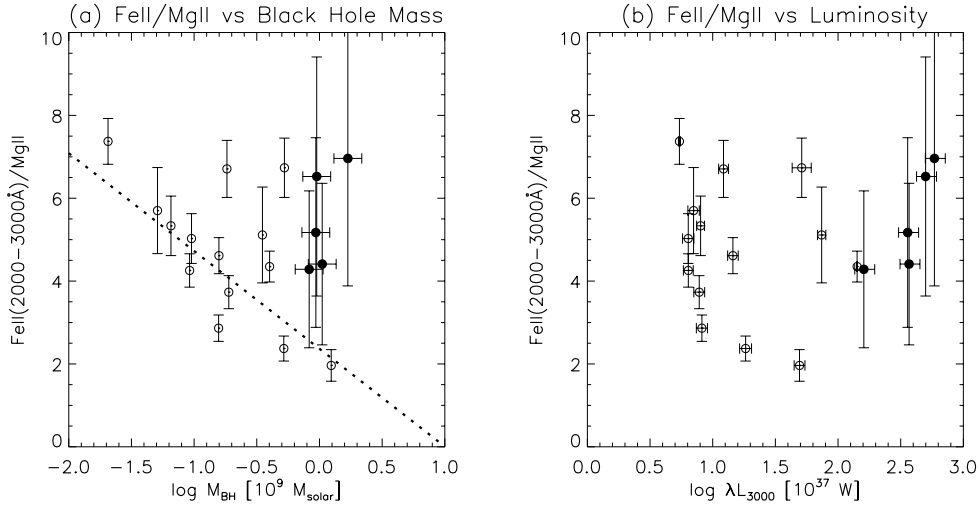 (a) FeII/MgII vs Black Hole Mass
(b) FeII/MgII vs Luminosity
FeII(2000−3000Å)/MgII
10
8
6
4
2
0
−2.0 −1.5 −1.0 −0.5 0.0 0.5 1.0
log M_BH [10^9 M_solar]
FeII(2000−3000Å)/MgII
10
8
6
4
2
0
0.0 0.5 1.0 1.5 2.0 2.5 3.0
log λL_3000 [10^37 W]